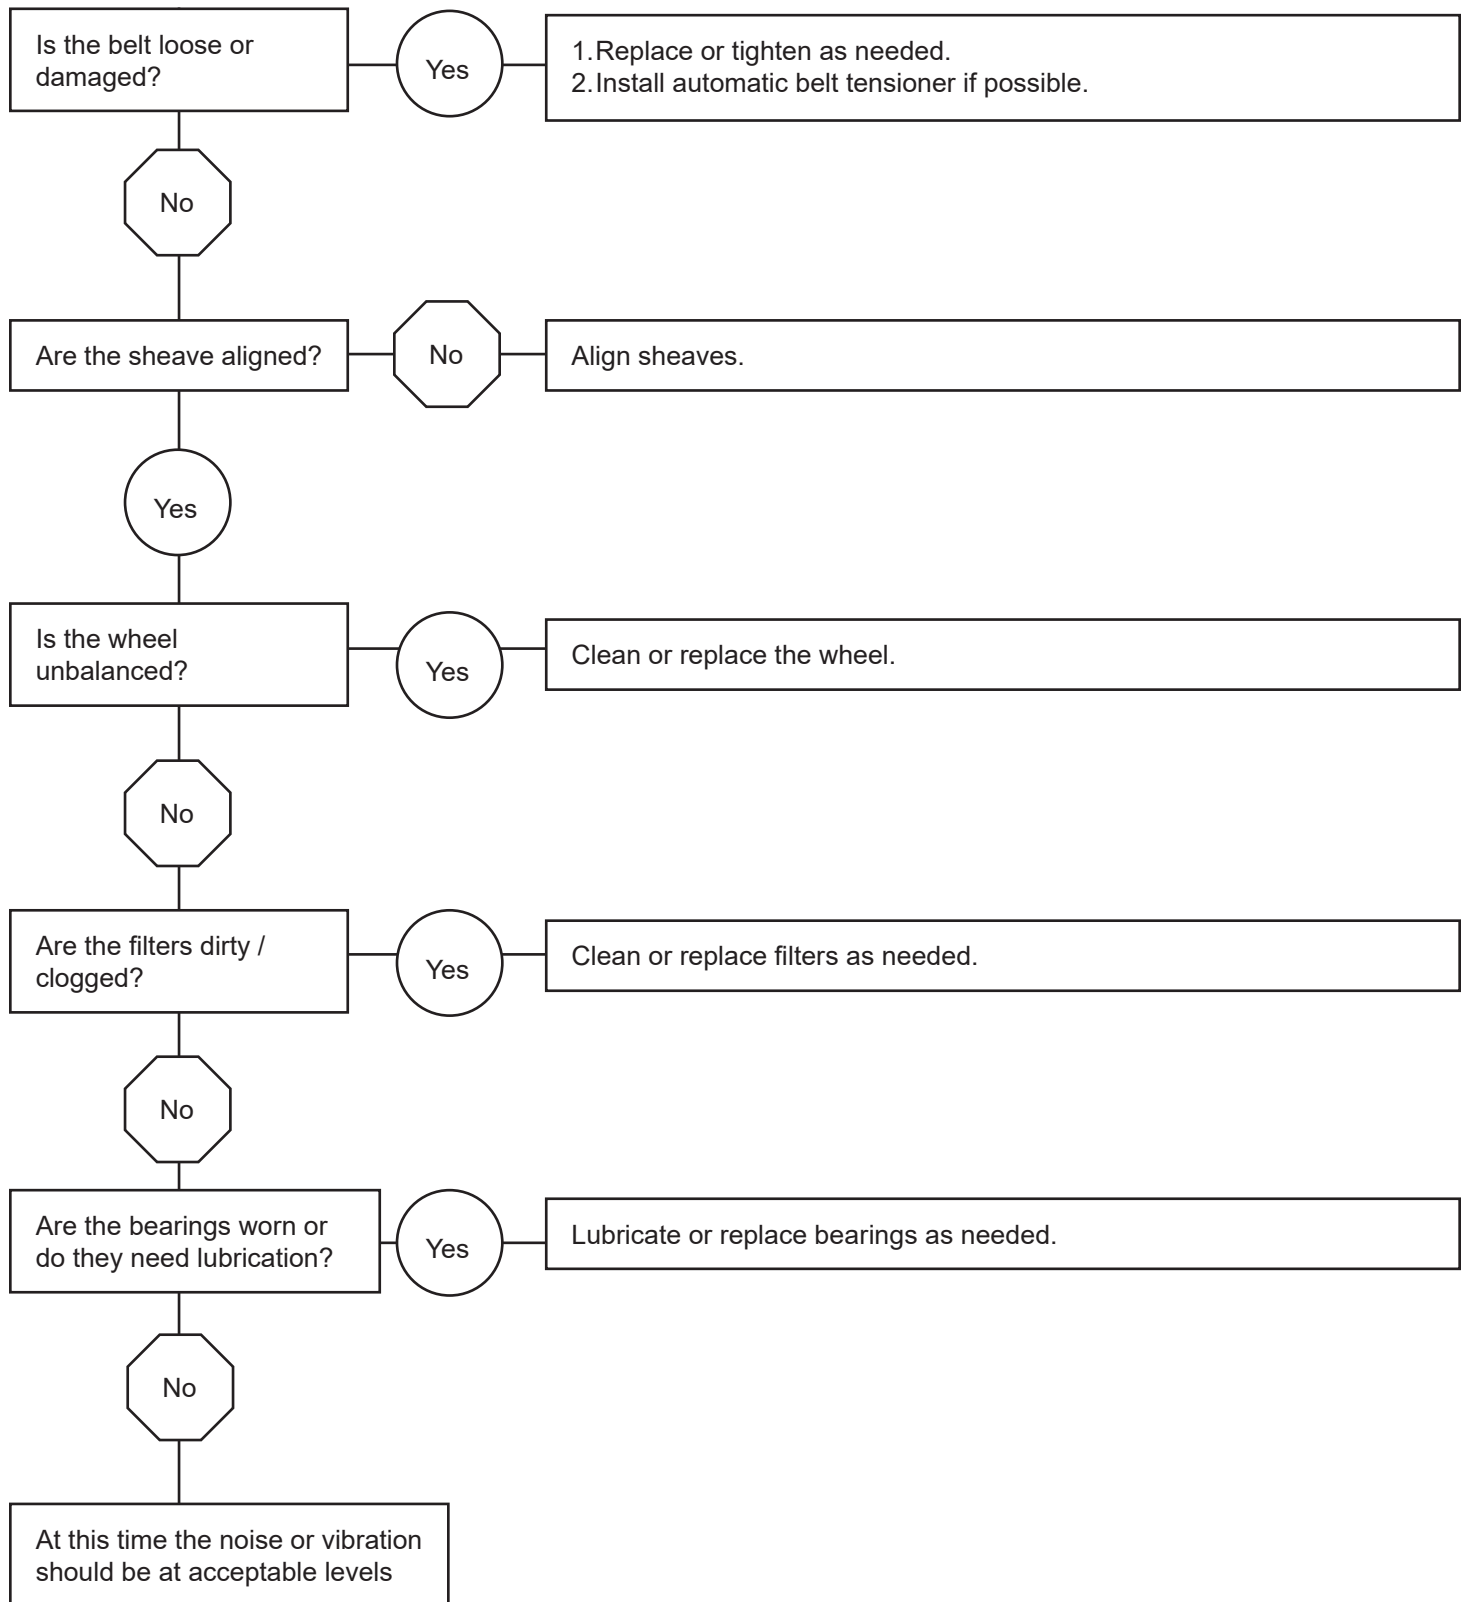 Is the belt loose or
damaged?
Yes
1.Replace or tighten as needed.
2.Install automatic belt tensioner if possible.
No
Are the sheave aligned?
No
Align sheaves.
Yes
Is the wheel
unbalanced?
Yes
Clean or replace the wheel.
No
Are the filters dirty /
clogged?
Yes
Clean or replace filters as needed.
No
Are the bearings worn or
do they need lubrication?
Yes
Lubricate or replace bearings as needed.
No
At this time the noise or vibration
should be at acceptable levels